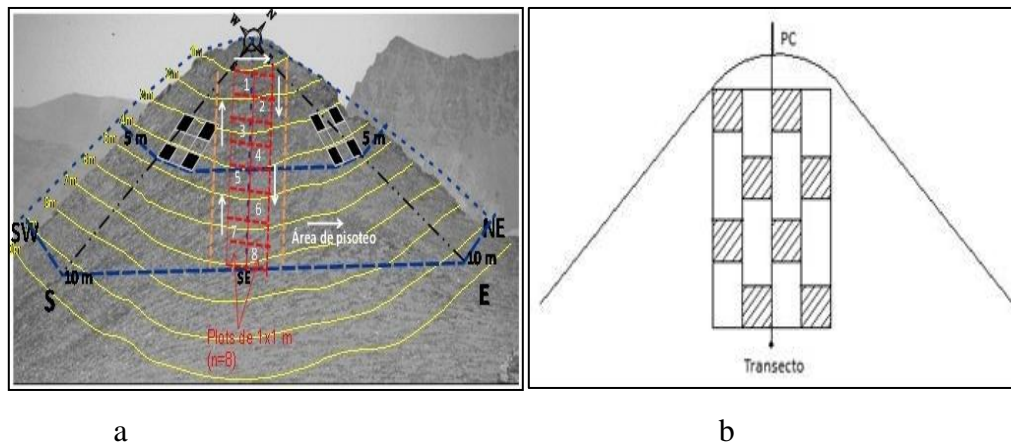 W
N
1
2
3
4
5
6
7
8
5 m
5 m
Área de pisoteo
SW
NE
10 m
10 m
SE
S
E
Plots de 1x1 m
(n=8)
a
PC
Transecto
b